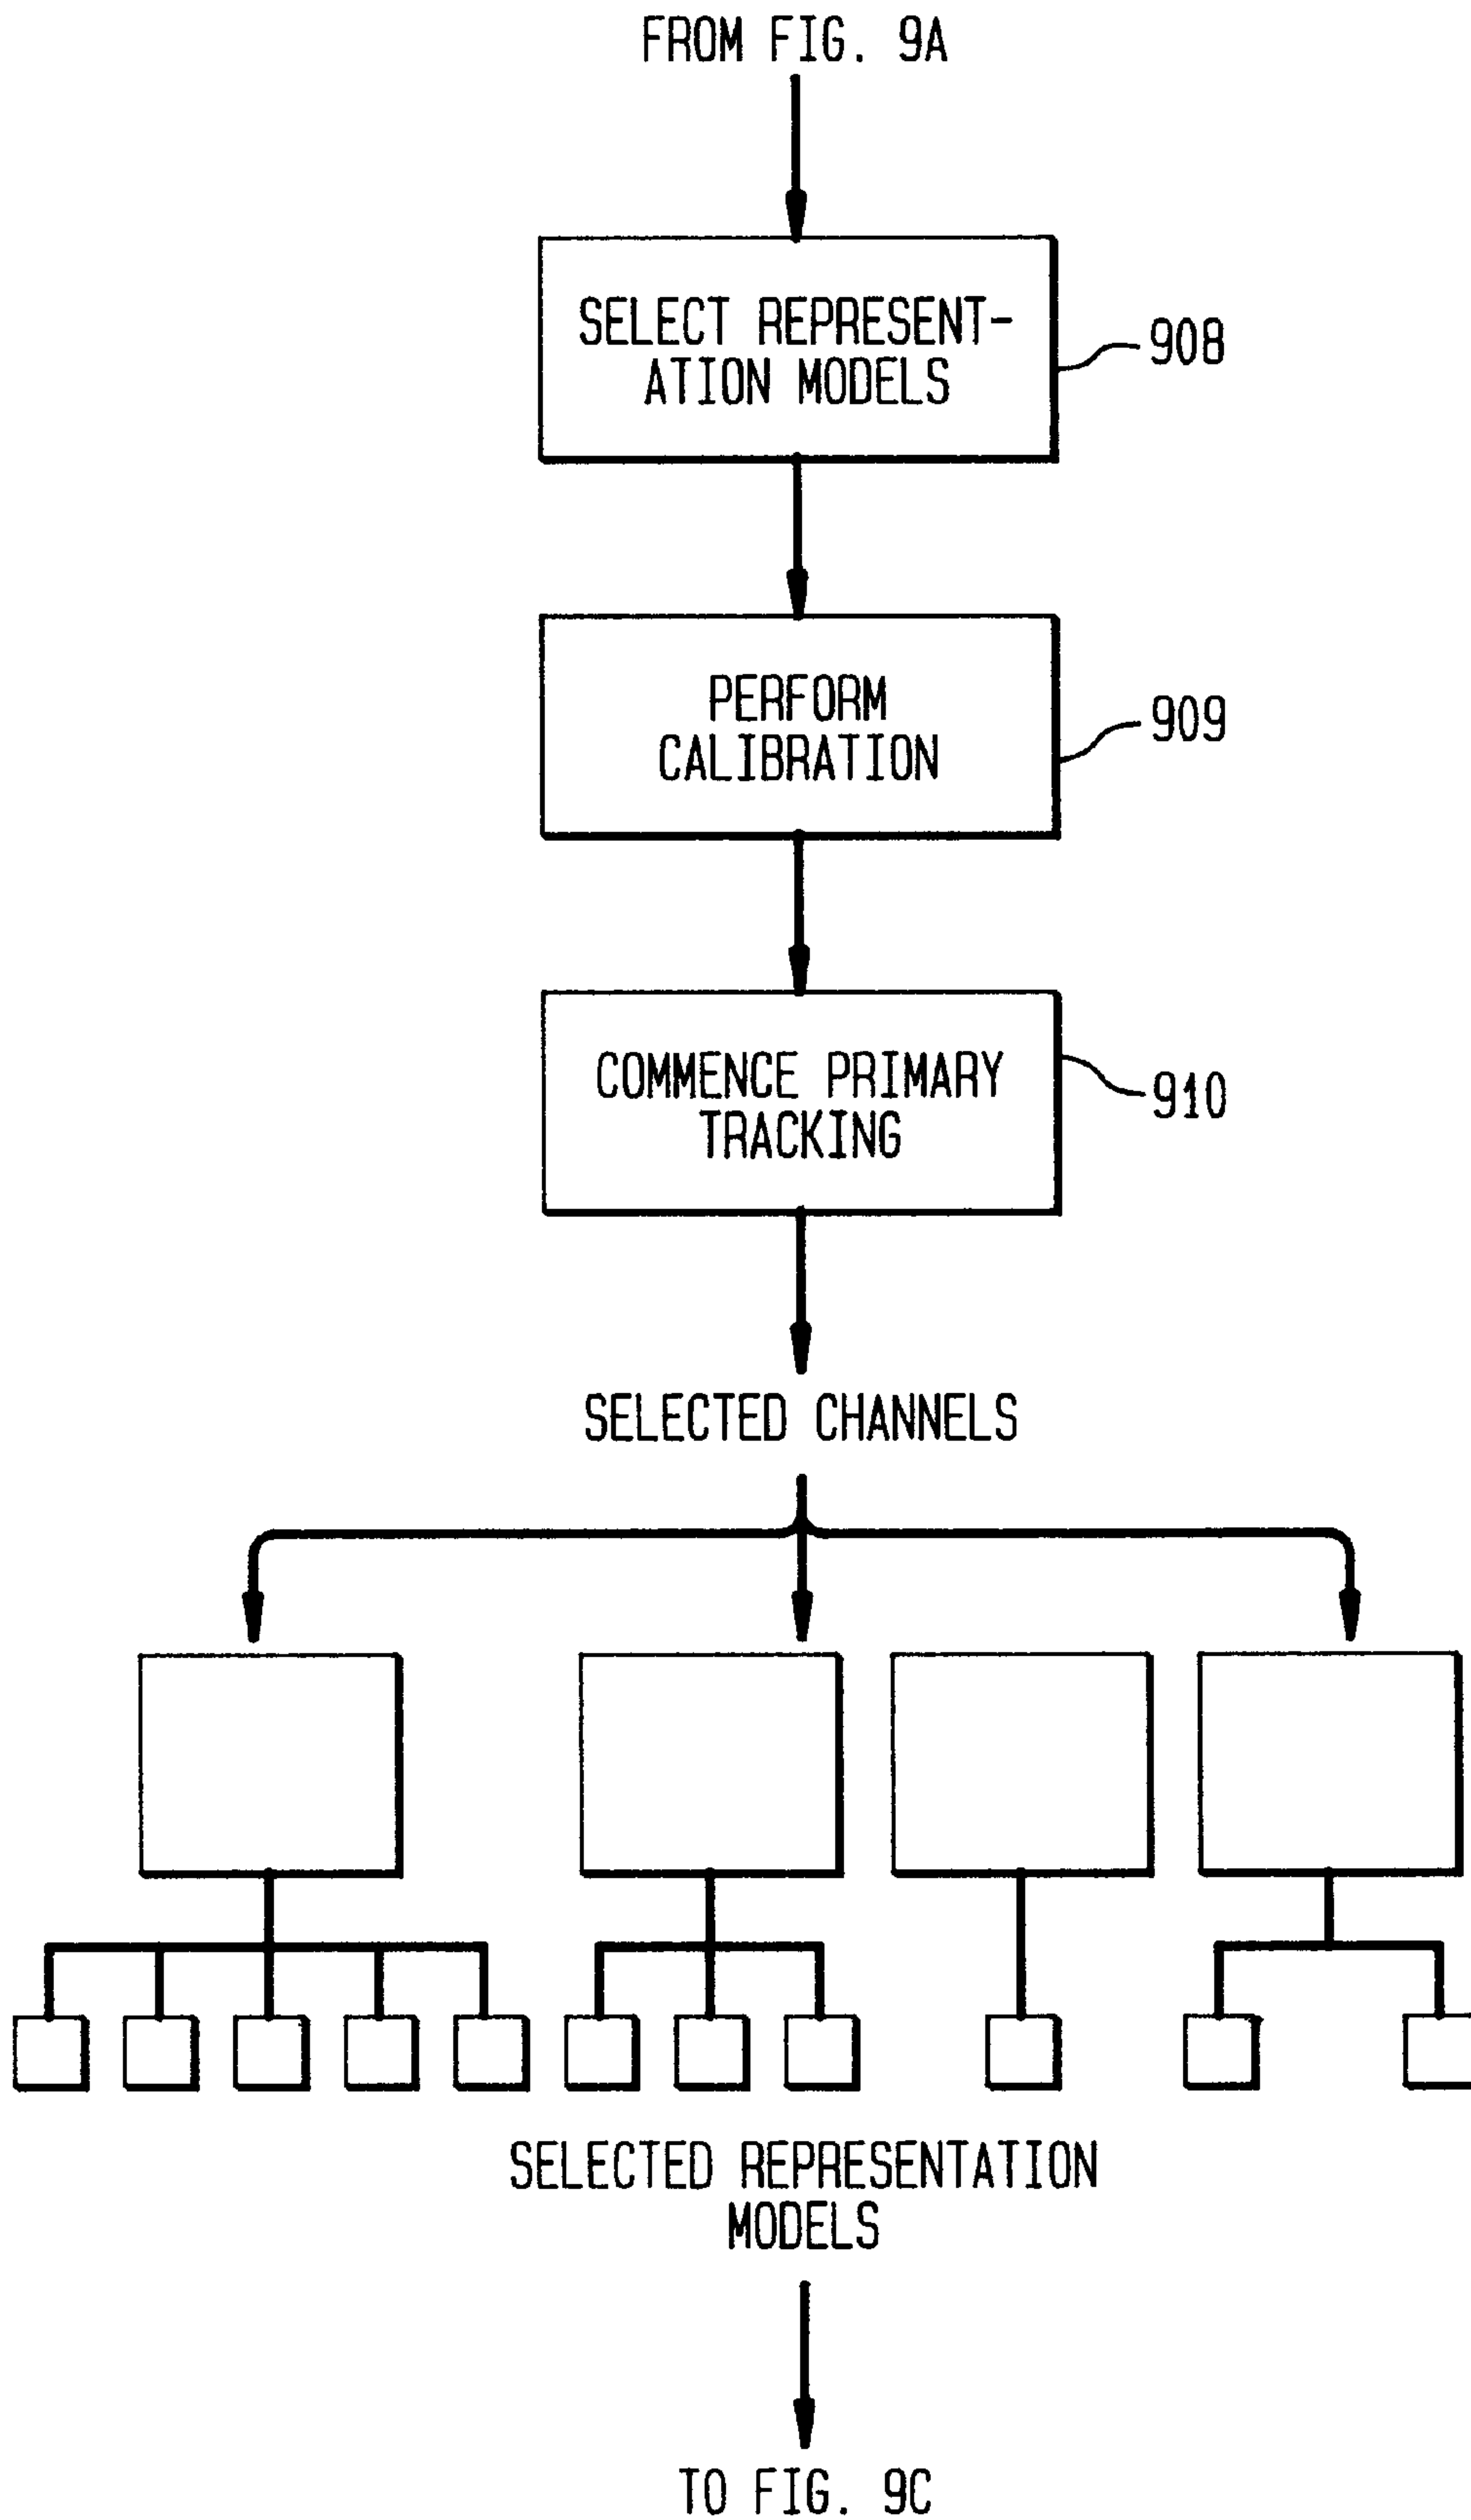 FROM FIG. 9A
SELECT REPRESENT-
ATION MODELS
908
PERFORM
CALIBRATION
909
COMMENCE PRIMARY
TRACKING
910
SELECTED CHANNELS
SELECTED REPRESENTATION
MODELS
TO FIG. 9C